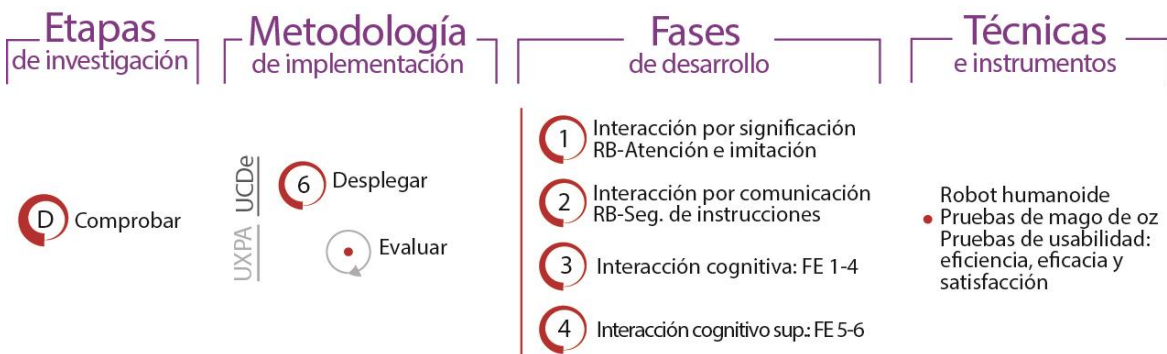 Etapas
de investigación
Metodología
de implementación
Fases
de desarrollo
Técnicas
e instrumentos
D Comprobar
UCDe
6 Desplegar
UXPA
Evaluar
1 Interacción por significación
RB-Atención e imitación
2 Interacción por comunicación
RB-Seg. de instrucciones
3 Interacción cognitiva: FE 1-4
4 Interacción cognitivo sup.: FE 5-6
Robot humanoide
Pruebas de mago de oz
Pruebas de usabilidad:
eficiencia, eficacia y
satisfacción